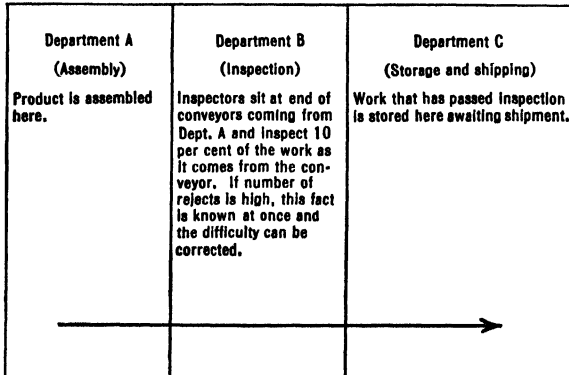 Department A
(Assembly)
Product is assembled
here.
Department B
(Inspection)
Inspectors sit at end of
conveyors coming from
Dept. A and inspect 10
per cent of the work as
it comes from the con-
veyor. If number of
rejects is high, this fact
is known at once and
the difficulty can be
corrected.
Department C
(Storage and shipping)
Work that has passed inspection
is stored here awaiting shipment.